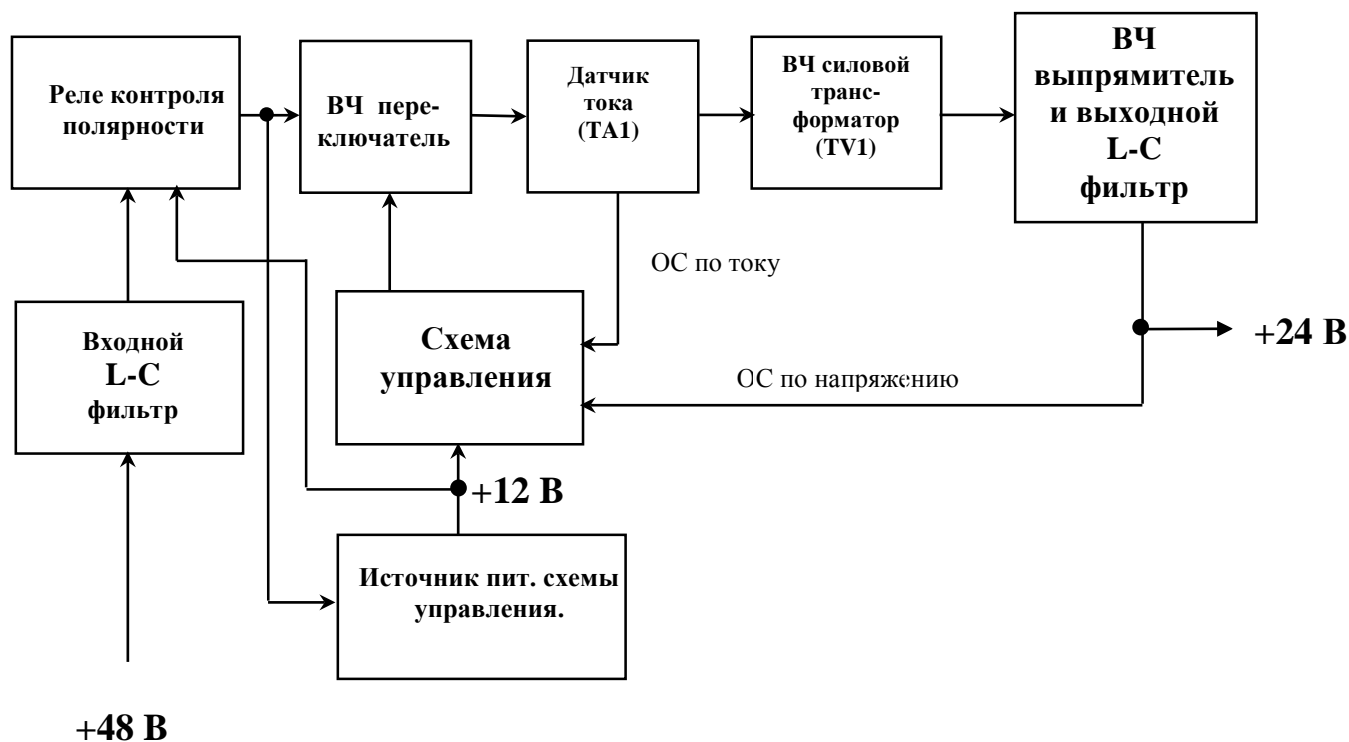 Реле контроля
полярности
ВЧ пере-
ключатель
Датчик
тока
(TA1)
ВЧ силовой
транс-
форматор
(TV1)
ВЧ
выпрямитель
и выходной
L-C
фильтр
ОС по току
Входной
L-C
фильтр
Схема
управления
+24 В
ОС по напряжению
+12 В
Источник пит. схемы
управления.
+48 В